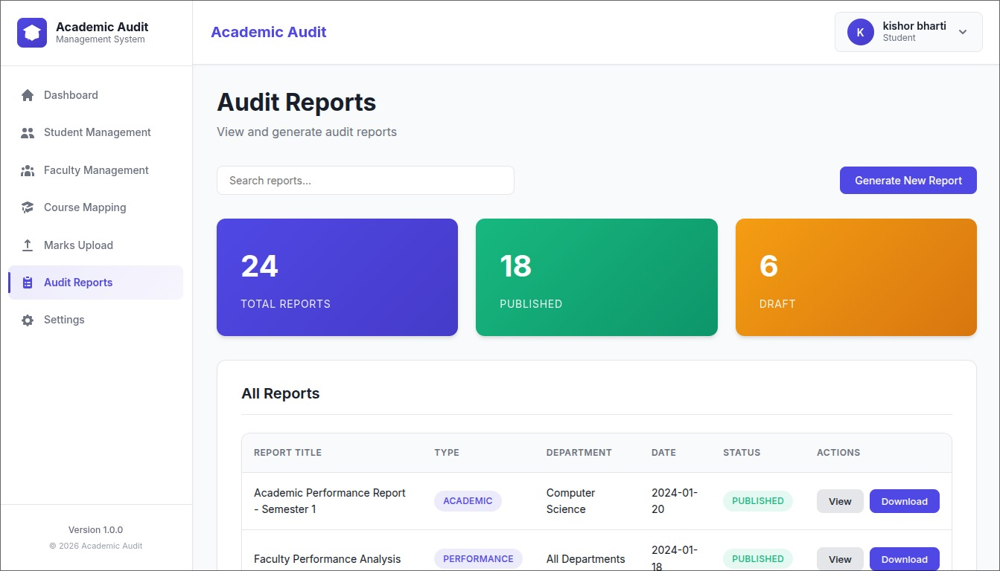 Academic Audit
Management System
Academic Audit
K
kishor bharti
Student
Dashboard
Student Management
Faculty Management
Course Mapping
Marks Upload
Audit Reports
Settings
Version 1.0.0
© 2026 Academic Audit
Audit Reports
View and generate audit reports
Search reports...
Generate New Report
24
TOTAL REPORTS
18
PUBLISHED
6
DRAFT
All Reports
REPORT TITLE TYPE DEPARTMENT DATE STATUS ACTIONS
Academic Performance Report
- Semester 1
ACADEMIC
Computer
Science
2024-01-
20
PUBLISHED
View
Download
Faculty Performance Analysis
PERFORMANCE
All Departments
2024-01-
18
PUBLISHED
View
Download